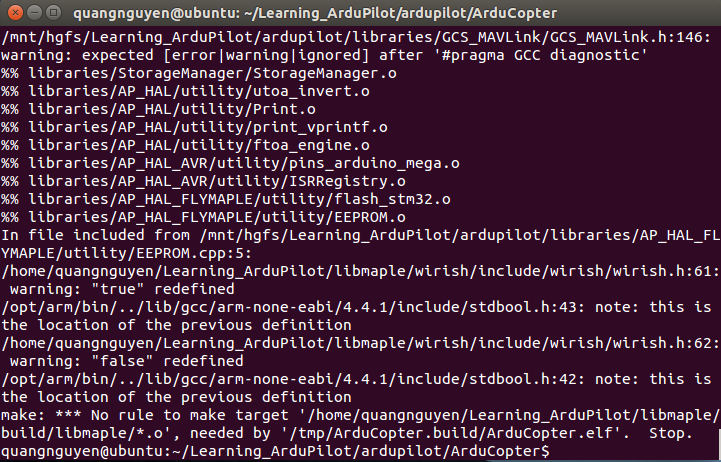 quangnguyen@ubuntu: ~/Learning_ArduPilot/ardupilot/ArduCopter
/mnt/hgfs/Learning_ArduPilot/ardupilot/libraries/GCS_MAVLink/GCS_MAVLink.h:146:
warning: expected [error|warning|ignored] after '#pragma GCC diagnostic'
%% libraries/StorageManager/StorageManager.o
%% libraries/AP_HAL/utility/utoa_invert.o
%% libraries/AP_HAL/utility/Print.o
%% libraries/AP_HAL/utility/print_vprintf.o
%% libraries/AP_HAL/utility/ftoa_engine.o
%% libraries/AP_HAL_AVR/utility/pins_arduino_mega.o
%% libraries/AP_HAL_AVR/utility/ISRRegistry.o
%% libraries/AP_HAL_FLYMAPLE/utility/flash_stm32.o
%% libraries/AP_HAL_FLYMAPLE/utility/EEPROM.o
In file included from /mnt/hgfs/Learning_ArduPilot/ardupilot/libraries/AP_HAL_FL
YMAPLE/utility/EEPROM.cpp:5:
/home/quangnguyen/Learning_ArduPilot/libmaple/wirish/include/wirish/wirish.h:61:
 warning: "true" redefined
/opt/arm/bin/../lib/gcc/arm-none-eabi/4.4.1/include/stdbool.h:43: note: this is
the location of the previous definition
/home/quangnguyen/Learning_ArduPilot/libmaple/wirish/include/wirish/wirish.h:62:
 warning: "false" redefined
/opt/arm/bin/../lib/gcc/arm-none-eabi/4.4.1/include/stdbool.h:42: note: this is
the location of the previous definition
make: *** No rule to make target '/home/quangnguyen/Learning_ArduPilot/libmaple/
build/libmaple/*.o', needed by '/tmp/ArduCopter.build/ArduCopter.elf'.  Stop.
quangnguyen@ubuntu:~/Learning_ArduPilot/ardupilot/ArduCopter$